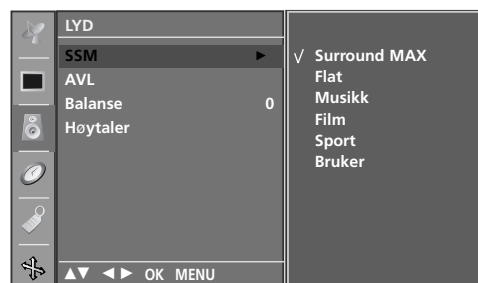 LYD
SSM ►
AVL
Balanse 0
Høytaler
▲▼ ◄► OK MENU
√ Surround MAX
Flat
Musikk
Film
Sport
Bruker